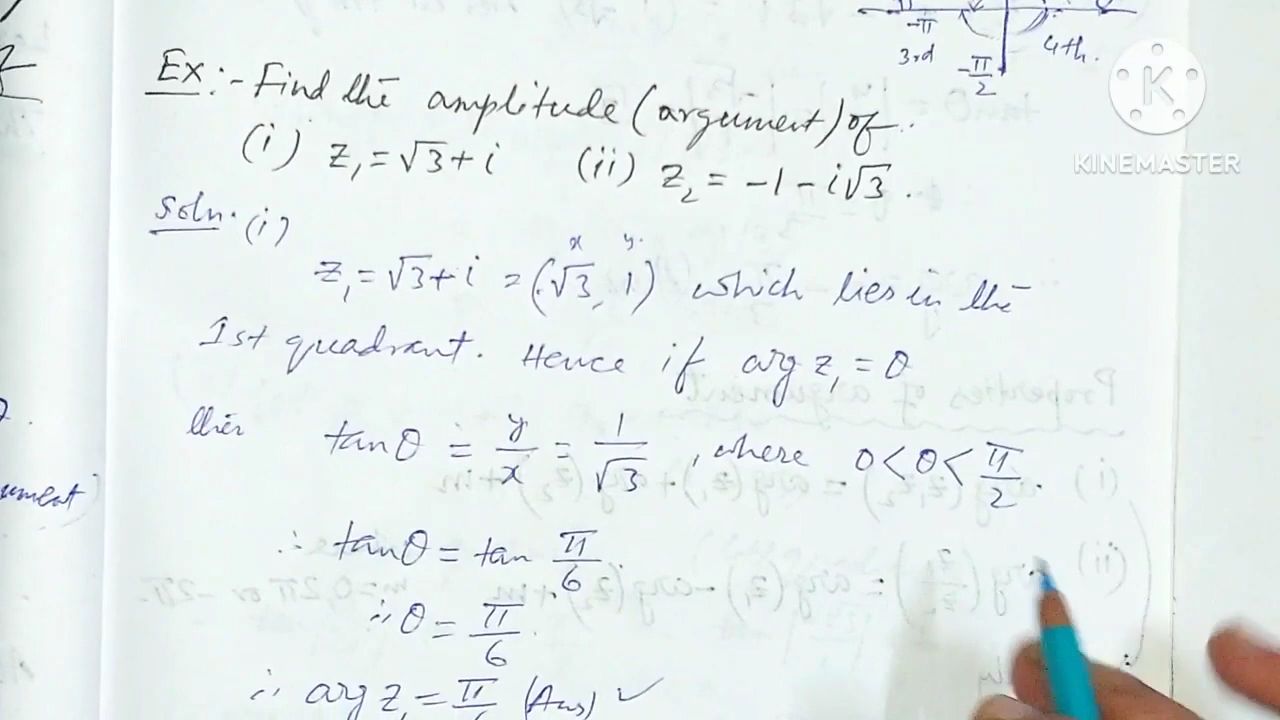 -π
3rd
-π/2
4th.
KINEMASTER
Ex:- Find the amplitude (argument) of.
(i) z₁ = √3 + i (ii) z₂ = -1 - i√3.
Soln. (i)
x y.
z₁ = √3 + i = (√3, 1) which lies in the
1st quadrant. Hence if arg z₁ = θ
then tanθ = y/x = 1/√3, where 0 < θ < π/2.
∴ tanθ = tan π/6
∴ θ = π/6.
∴ arg z₁ = π/6 (Ans) ✓